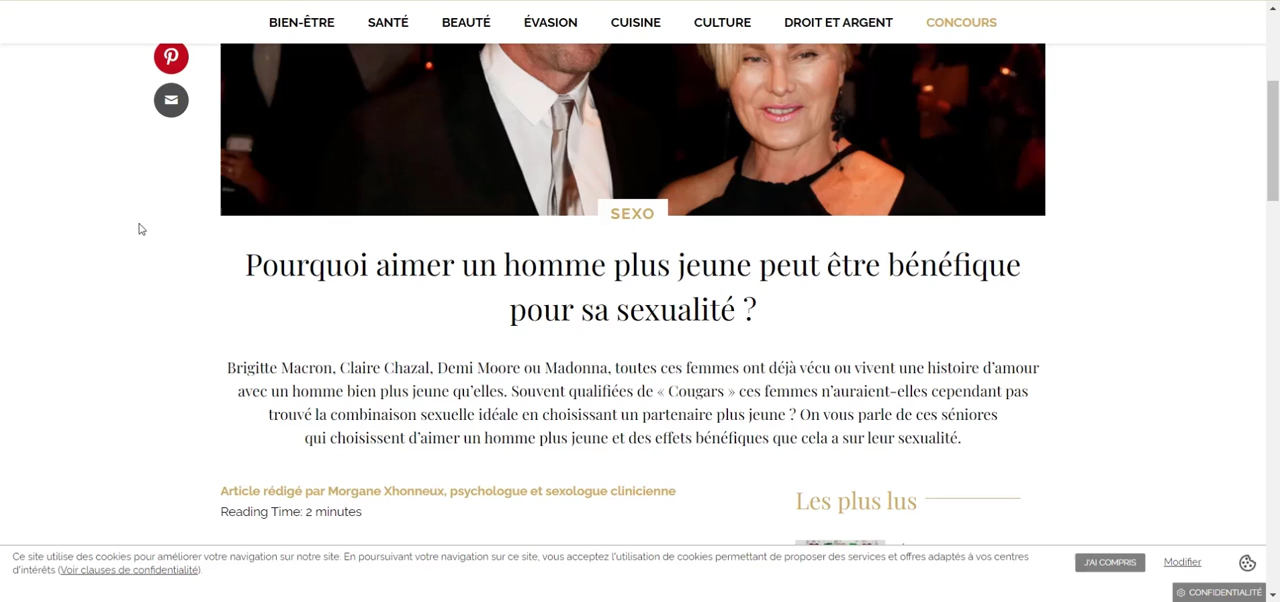 BIEN-ÊTRE SANTÉ BEAUTÉ ÉVASION CUISINE CULTURE DROIT ET ARGENT CONCOURS
SEXO
Pourquoi aimer un homme plus jeune peut être bénéfique
pour sa sexualité ?
Brigitte Macron, Claire Chazal, Demi Moore ou Madonna, toutes ces femmes ont déjà vécu ou vivent une histoire d'amour
avec un homme bien plus jeune qu'elles. Souvent qualifiées de « Cougars » ces femmes n'auraient-elles cependant pas
trouvé la combinaison sexuelle idéale en choisissant un partenaire plus jeune ? On vous parle de ces séniores
qui choisissent d'aimer un homme plus jeune et des effets bénéfiques que cela a sur leur sexualité.
Article rédigé par Morgane Xhonneux, psychologue et sexologue clinicienne
Reading Time: 2 minutes
Les plus lus
Ce site utilise des cookies pour améliorer votre navigation sur notre site. En poursuivant votre navigation sur ce site, vous acceptez l'utilisation de cookies permettant de proposer des services et offres adaptés à vos centres
d'intérêts (Voir clauses de confidentialité).
J'AI COMPRIS Modifier
CONFIDENTIALITÉ